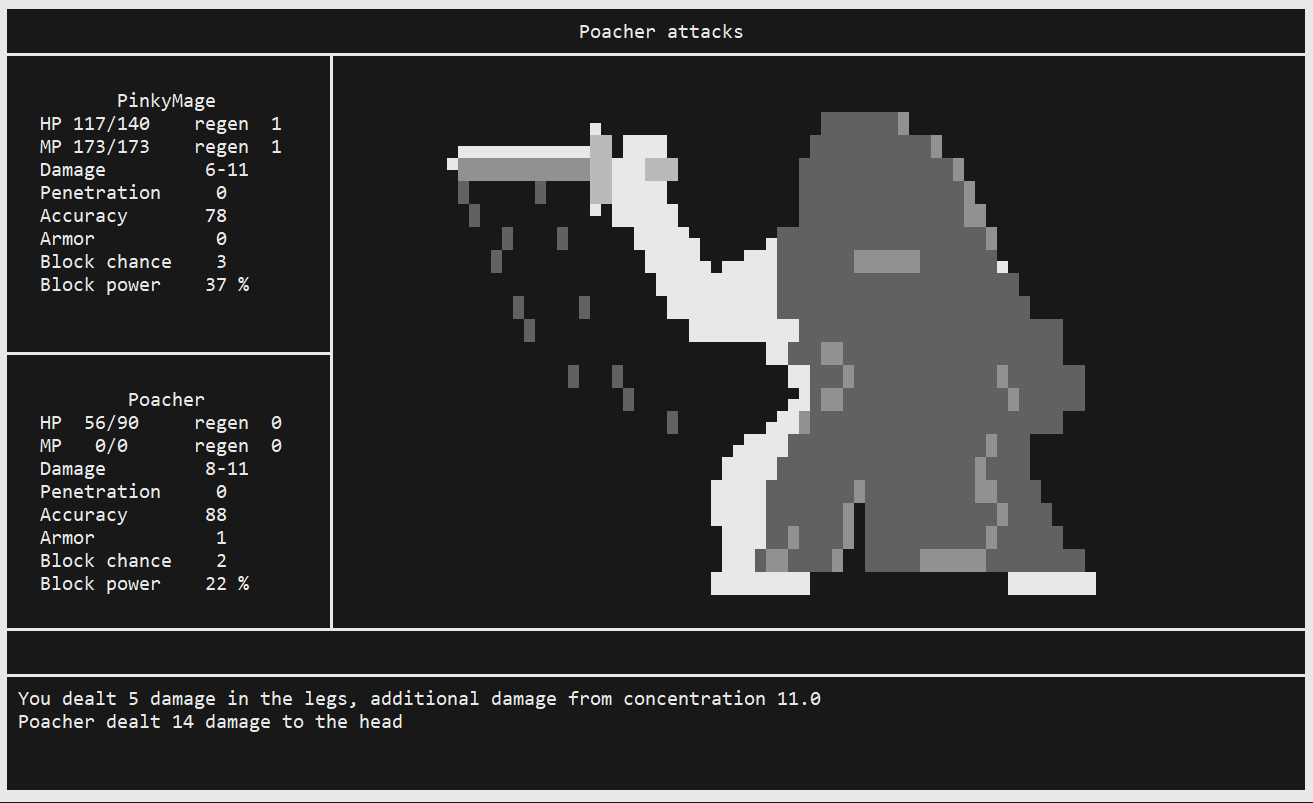 Poacher attacks
PinkyMage
HP 117/140 regen 1
MP 173/173 regen 1
Damage 6-11
Penetration 0
Accuracy 78
Armor 0
Block chance 3
Block power 37 %
Poacher
HP 56/90 regen 0
MP 0/0 regen 0
Damage 8-11
Penetration 0
Accuracy 88
Armor 1
Block chance 2
Block power 22 %
You dealt 5 damage in the legs, additional damage from concentration 11.0
Poacher dealt 14 damage to the head